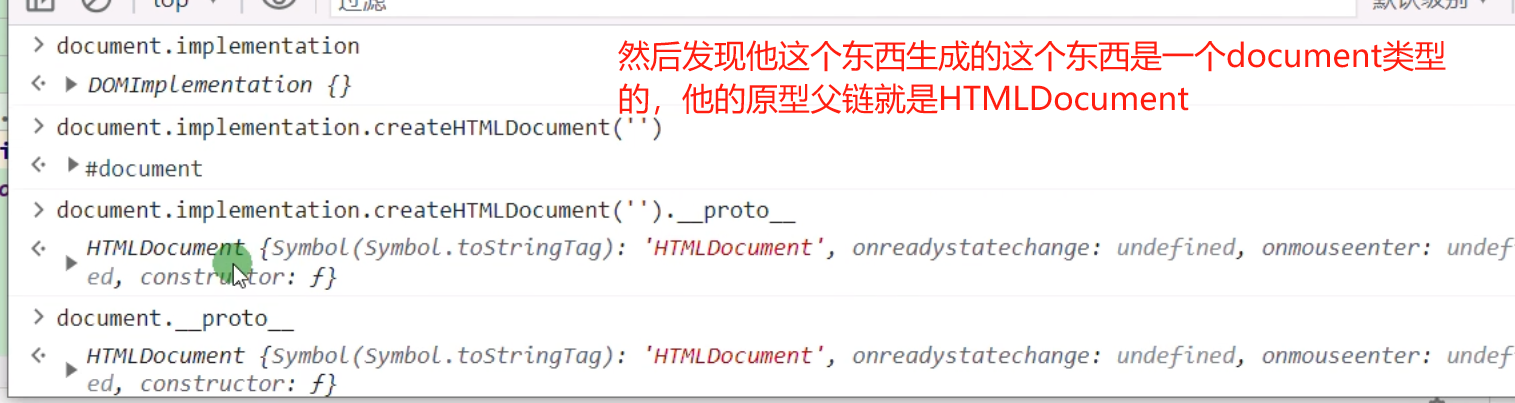 top
过滤
默认级别
document.implementation
DOMImplementation {}
然后发现他这个东西生成的这个东西是一个document类型
的，他的原型父链就是HTMLDocument
document.implementation.createHTMLDocument('')
#document
document.implementation.createHTMLDocument('').__proto__
HTMLDocument {Symbol(Symbol.toStringTag): 'HTMLDocument', onreadystatechange: undefined, onmouseenter: undef
ed, constructor: ƒ}
document.__proto__
HTMLDocument {Symbol(Symbol.toStringTag): 'HTMLDocument', onreadystatechange: undefined, onmouseenter: undef
ed, constructor: ƒ}